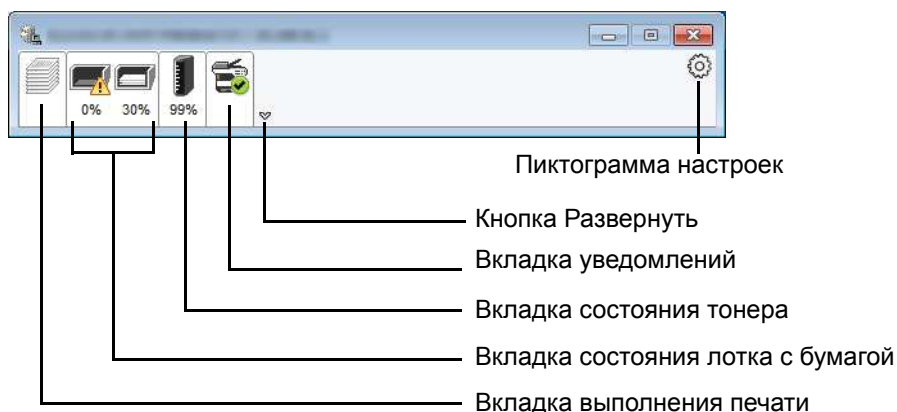 0% 30% 99%
Пиктограмма настроек
Кнопка Развернуть
Вкладка уведомлений
Вкладка состояния тонера
Вкладка состояния лотка с бумагой
Вкладка выполнения печати